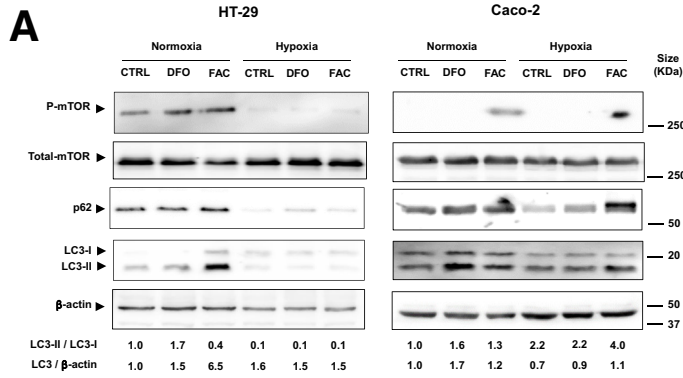 A
HT-29 Caco-2
Normoxia Hypoxia Normoxia Hypoxia Size (KDa)
CTRL DFO FAC CTRL DFO FAC CTRL DFO FAC CTRL DFO FAC
P-mTOR
250
Total-mTOR
250
p62
50
LC3-I
20
LC3-II
β-actin
50
37
LC3-II / LC3-I 1.0 1.7 0.4 0.1 0.1 0.1 1.0 1.6 1.3 2.2 2.2 4.0
LC3 / β-actin 1.0 1.5 6.5 1.6 1.5 1.5 1.0 1.7 1.2 0.7 0.9 1.1